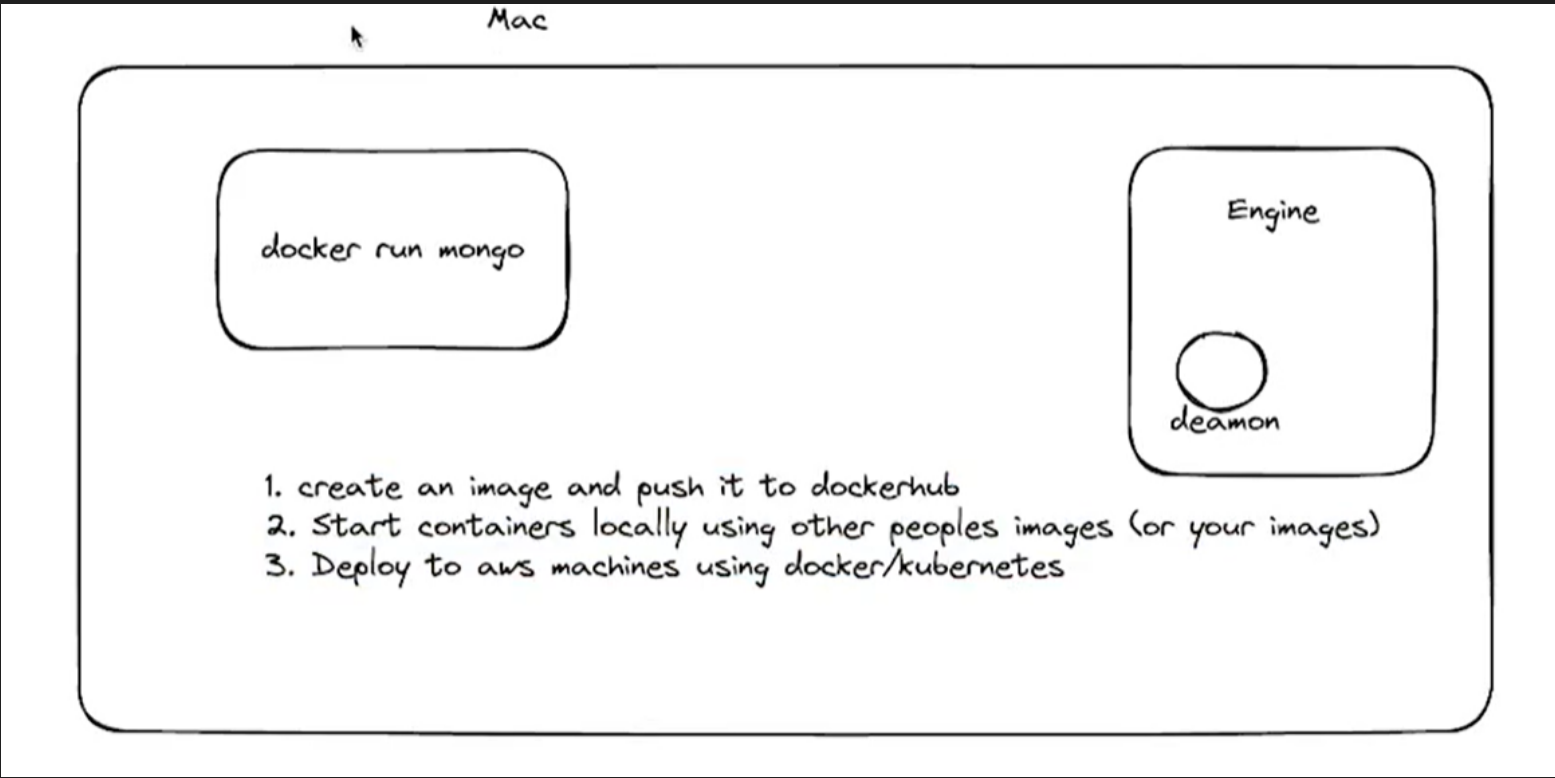 Mac
docker run mongo
Engine
deamon
1. create an image and push it to dockerhub
2. Start containers locally using other peoples images (or your images)
3. Deploy to aws machines using docker/kubernetes